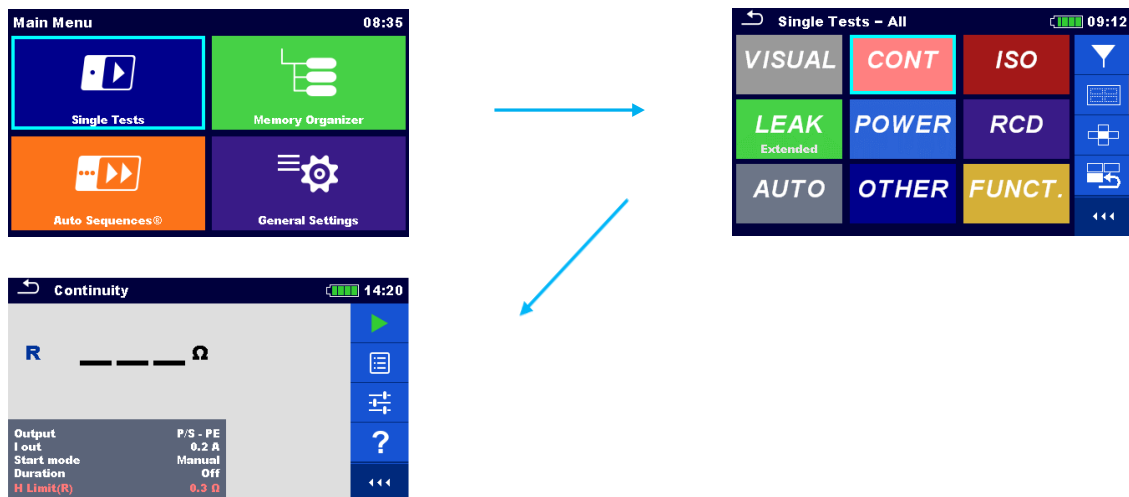 Main Menu 08:35
Single Tests Memory Organizer
Auto Sequences® General Settings
Single Tests – All 09:12
VISUAL CONT ISO
LEAK POWER RCD
Extended
AUTO OTHER FUNCT.
Continuity 14:20
R _ _ _ Ω
?
Output P/S - PE
I out 0.2 A
Start mode Manual
Duration Off
H Limit(R) 0.3 Ω